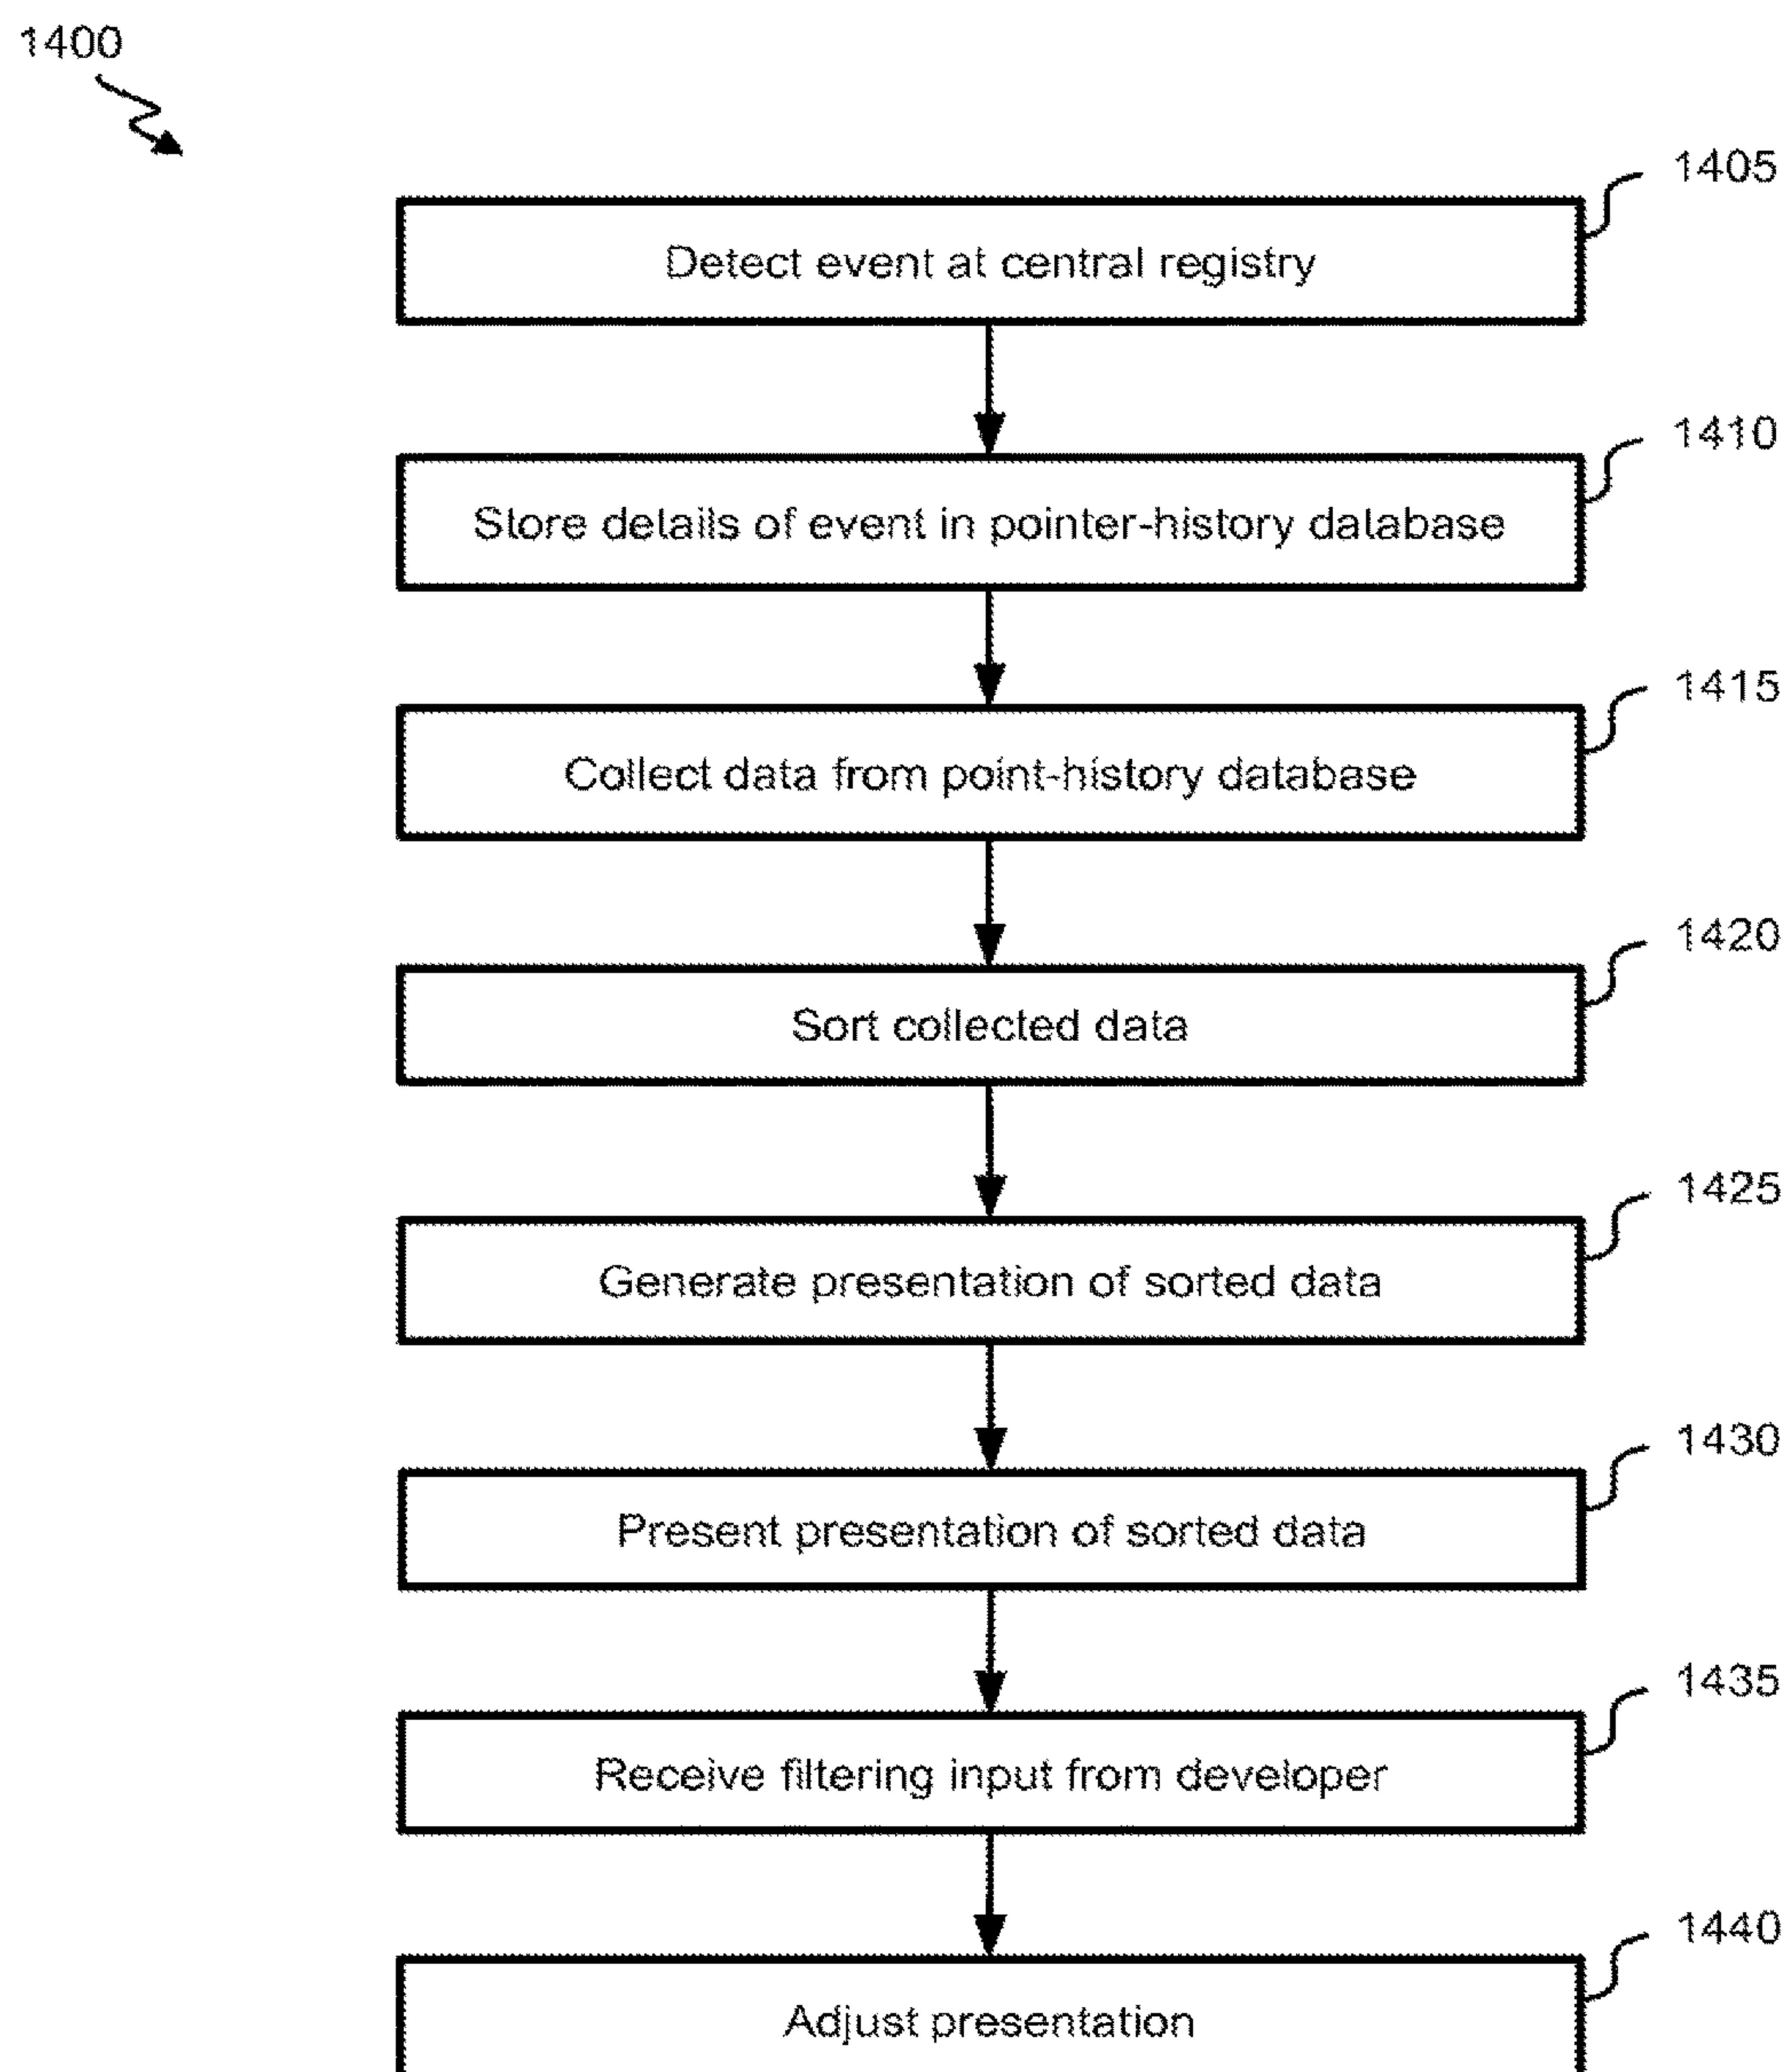 1400
1405
Detect event at central registry
1410
Store details of event in pointer-history database
1415
Collect data from point-history database
1420
Sort collected data
1425
Generate presentation of sorted data
1430
Present presentation of sorted data
1435
Receive filtering input from developer
1440
Adjust presentation